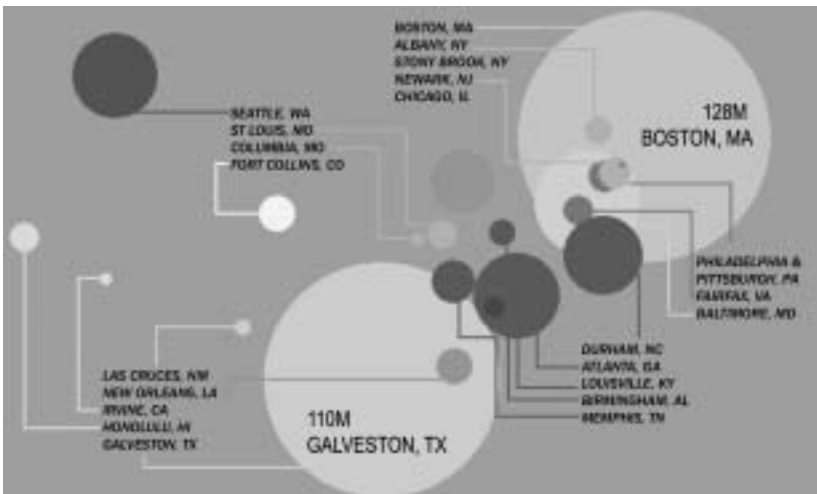 BOSTON, MA
ALBANY, NY
STONY BROOK, NY
NEWARK, NJ
CHICAGO, IL
128M
BOSTON, MA
SEATTLE, WA
ST LOUIS, MO
COLUMBIA, MO
FORT COLLINS, CO
PHILADELPHIA &
PITTSBURGH, PA
FAIRFAX, VA
BALTIMORE, MD
DURHAM, NC
ATLANTA, GA
LOUISVILLE, KY
BIRMINGHAM, AL
MEMPHIS, TN
LAS CRUCES, NM
NEW ORLEANS, LA
IRVINE, CA
HONOLULU, HI
GALVESTON, TX
110M
GALVESTON, TX